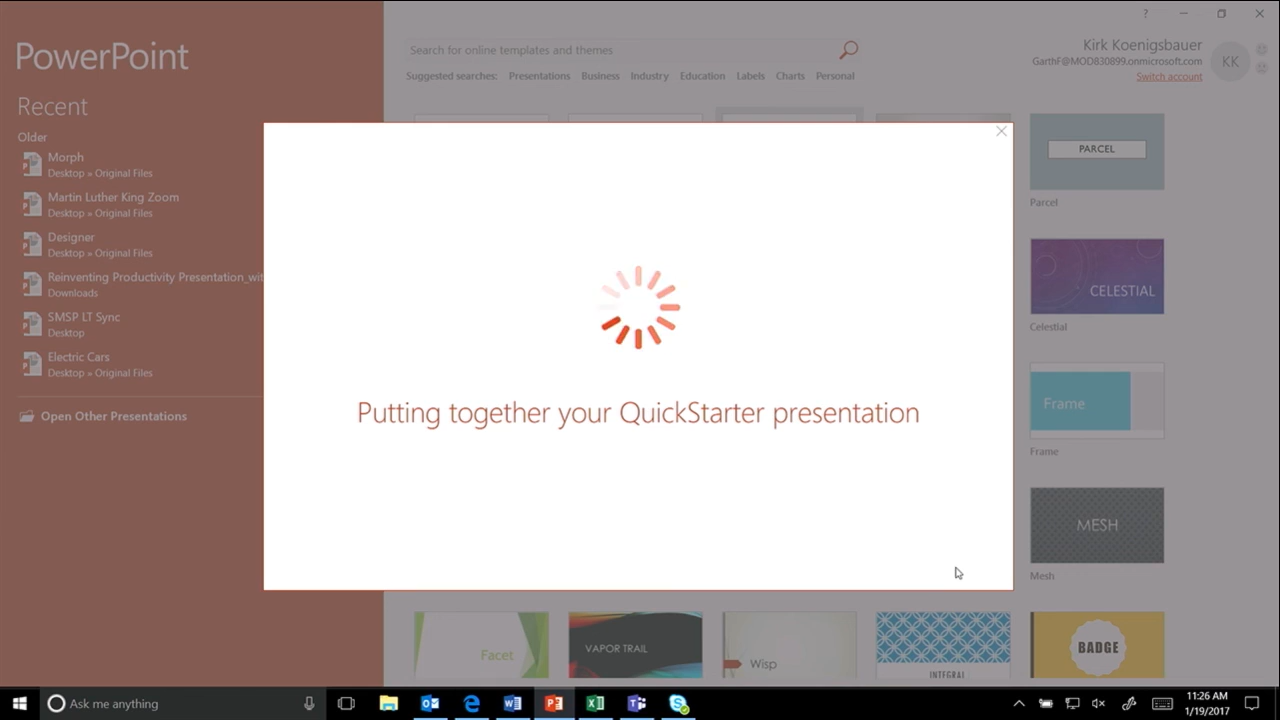 PowerPoint
Recent
Older
Morph
Desktop » Original Files
Martin Luther King Zoom
Desktop » Original Files
Designer
Desktop » Original Files
Reinventing Productivity Presentation_wit
Downloads
SMSP LT Sync
Desktop
Electric Cars
Desktop » Original Files
Open Other Presentations
?
Search for online templates and themes
Suggested searches: Presentations Business Industry Education Labels Charts Personal
Kirk Koenigsbauer
GarthF@MOD830899.onmicrosoft.com
Switch account
KK
Putting together your QuickStarter presentation
PARCEL
Parcel
CELESTIAL
Celestial
Frame
Frame
MESH
Mesh
Facet
VAPOR TRAIL
Wisp
INTEGRAL
BADGE
Ask me anything
11:26 AM
1/19/2017